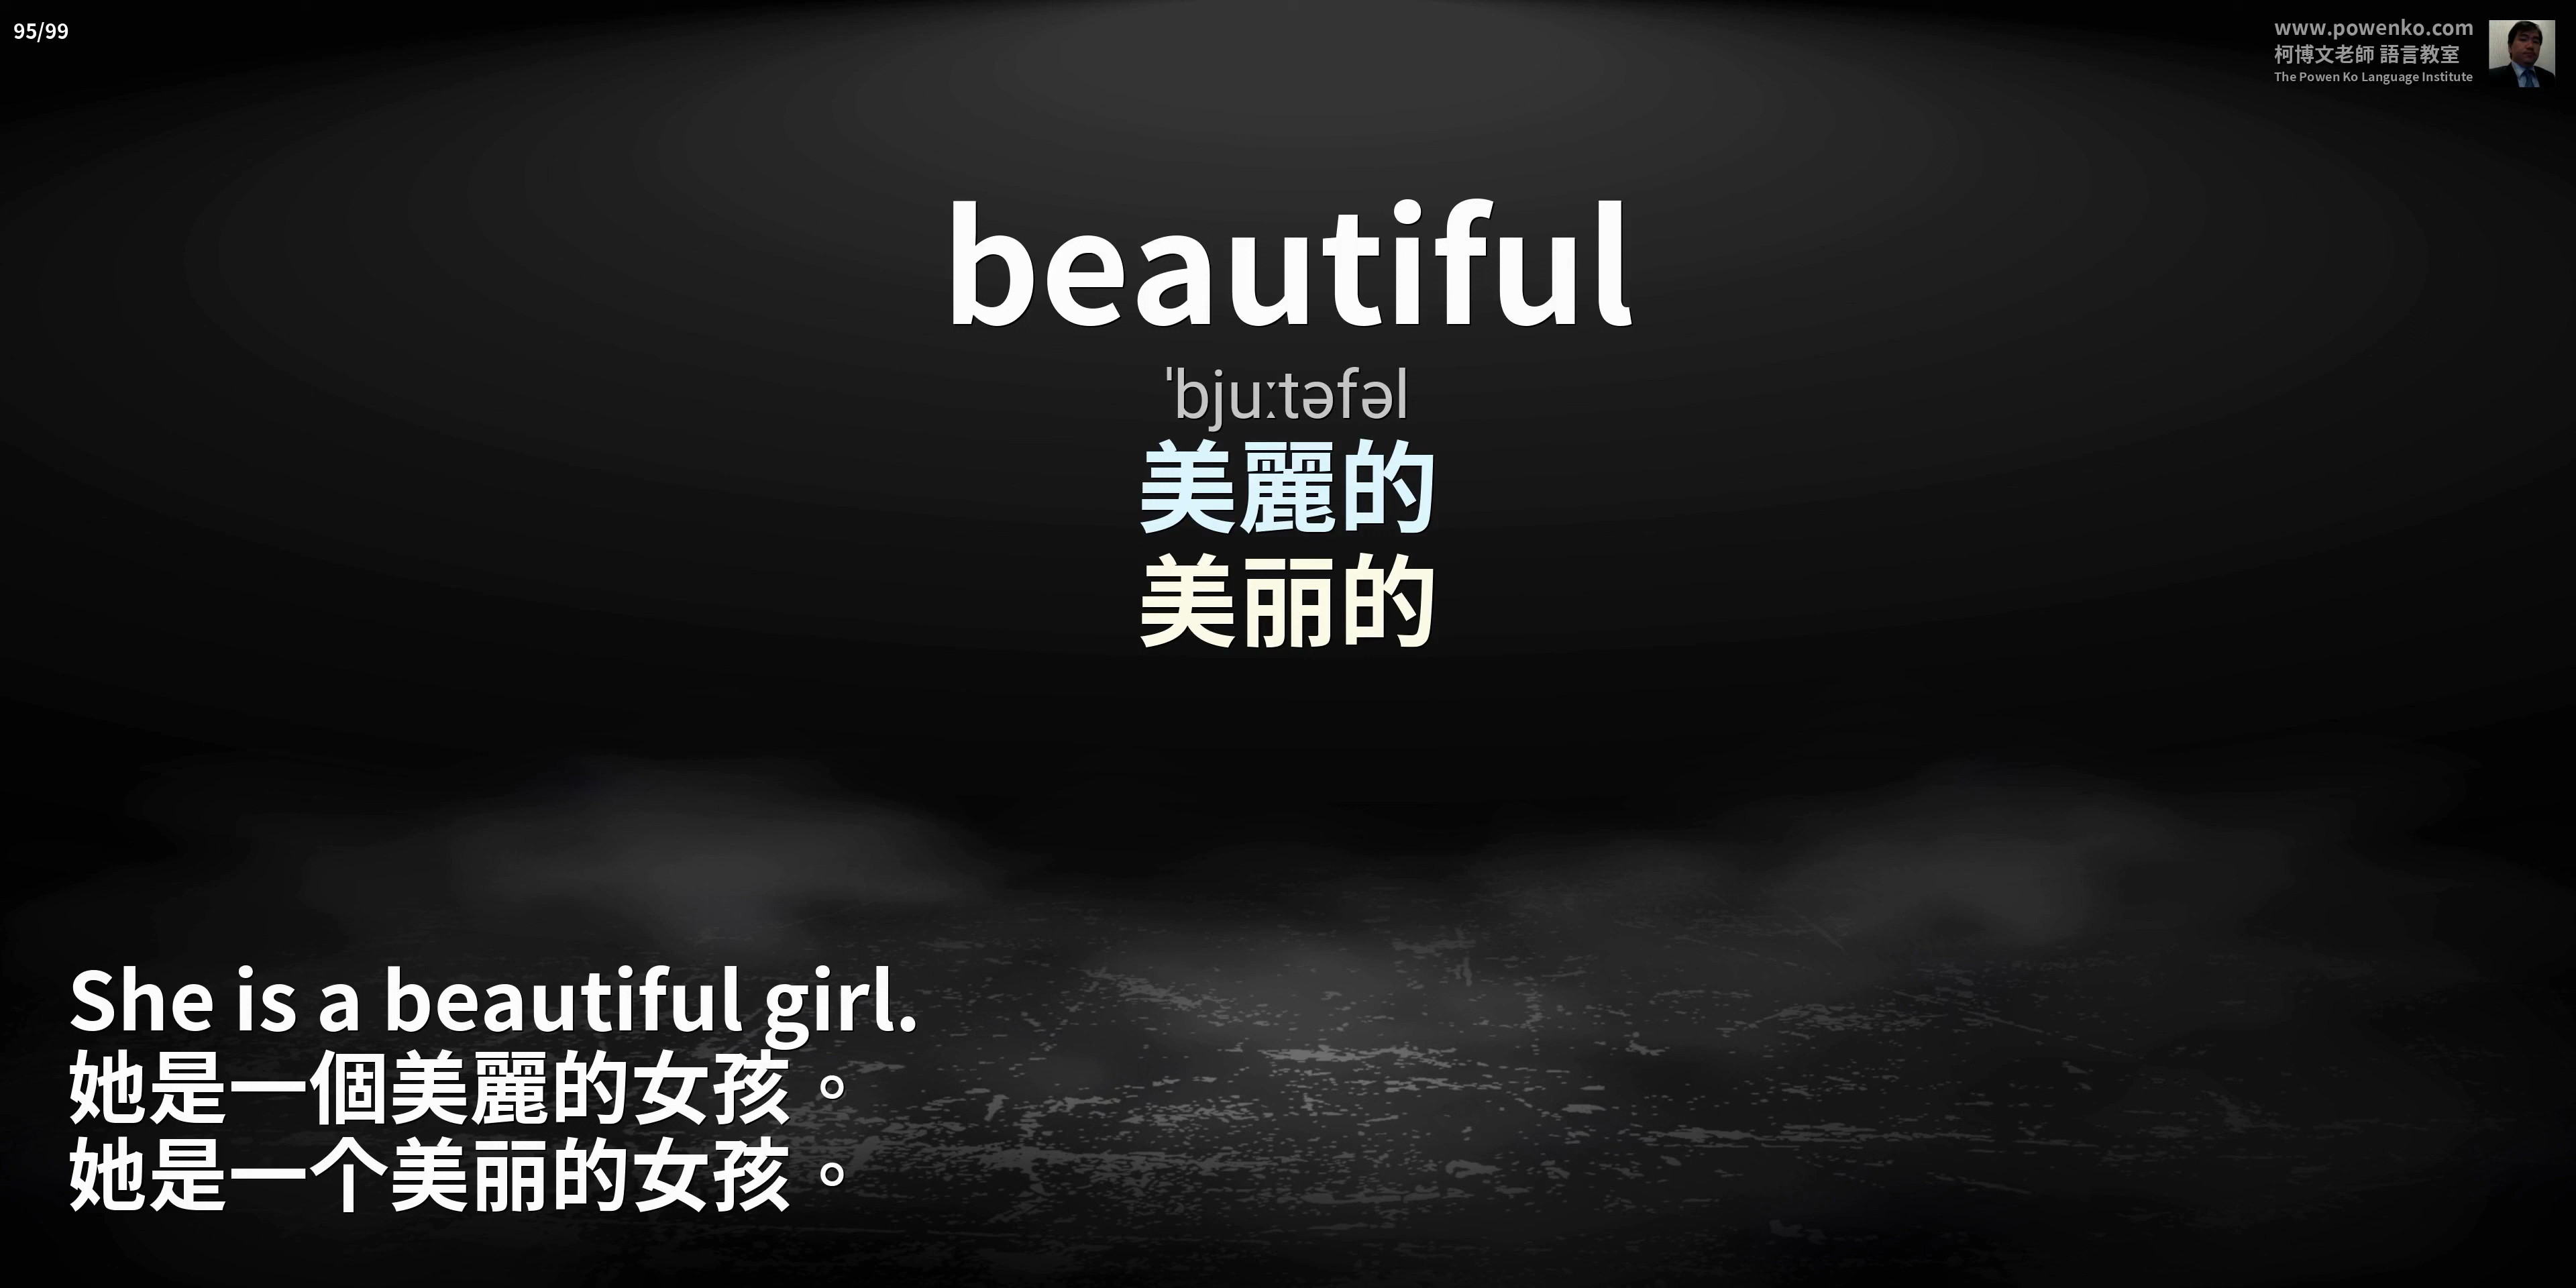 95/99
www.powenko.com
柯博文老師 語言教室
The Powen Ko Language Institute
beautiful
ˈbjuːtəfəl
美麗的
美丽的
She is a beautiful girl.
她是一個美麗的女孩。
她是一个美丽的女孩。